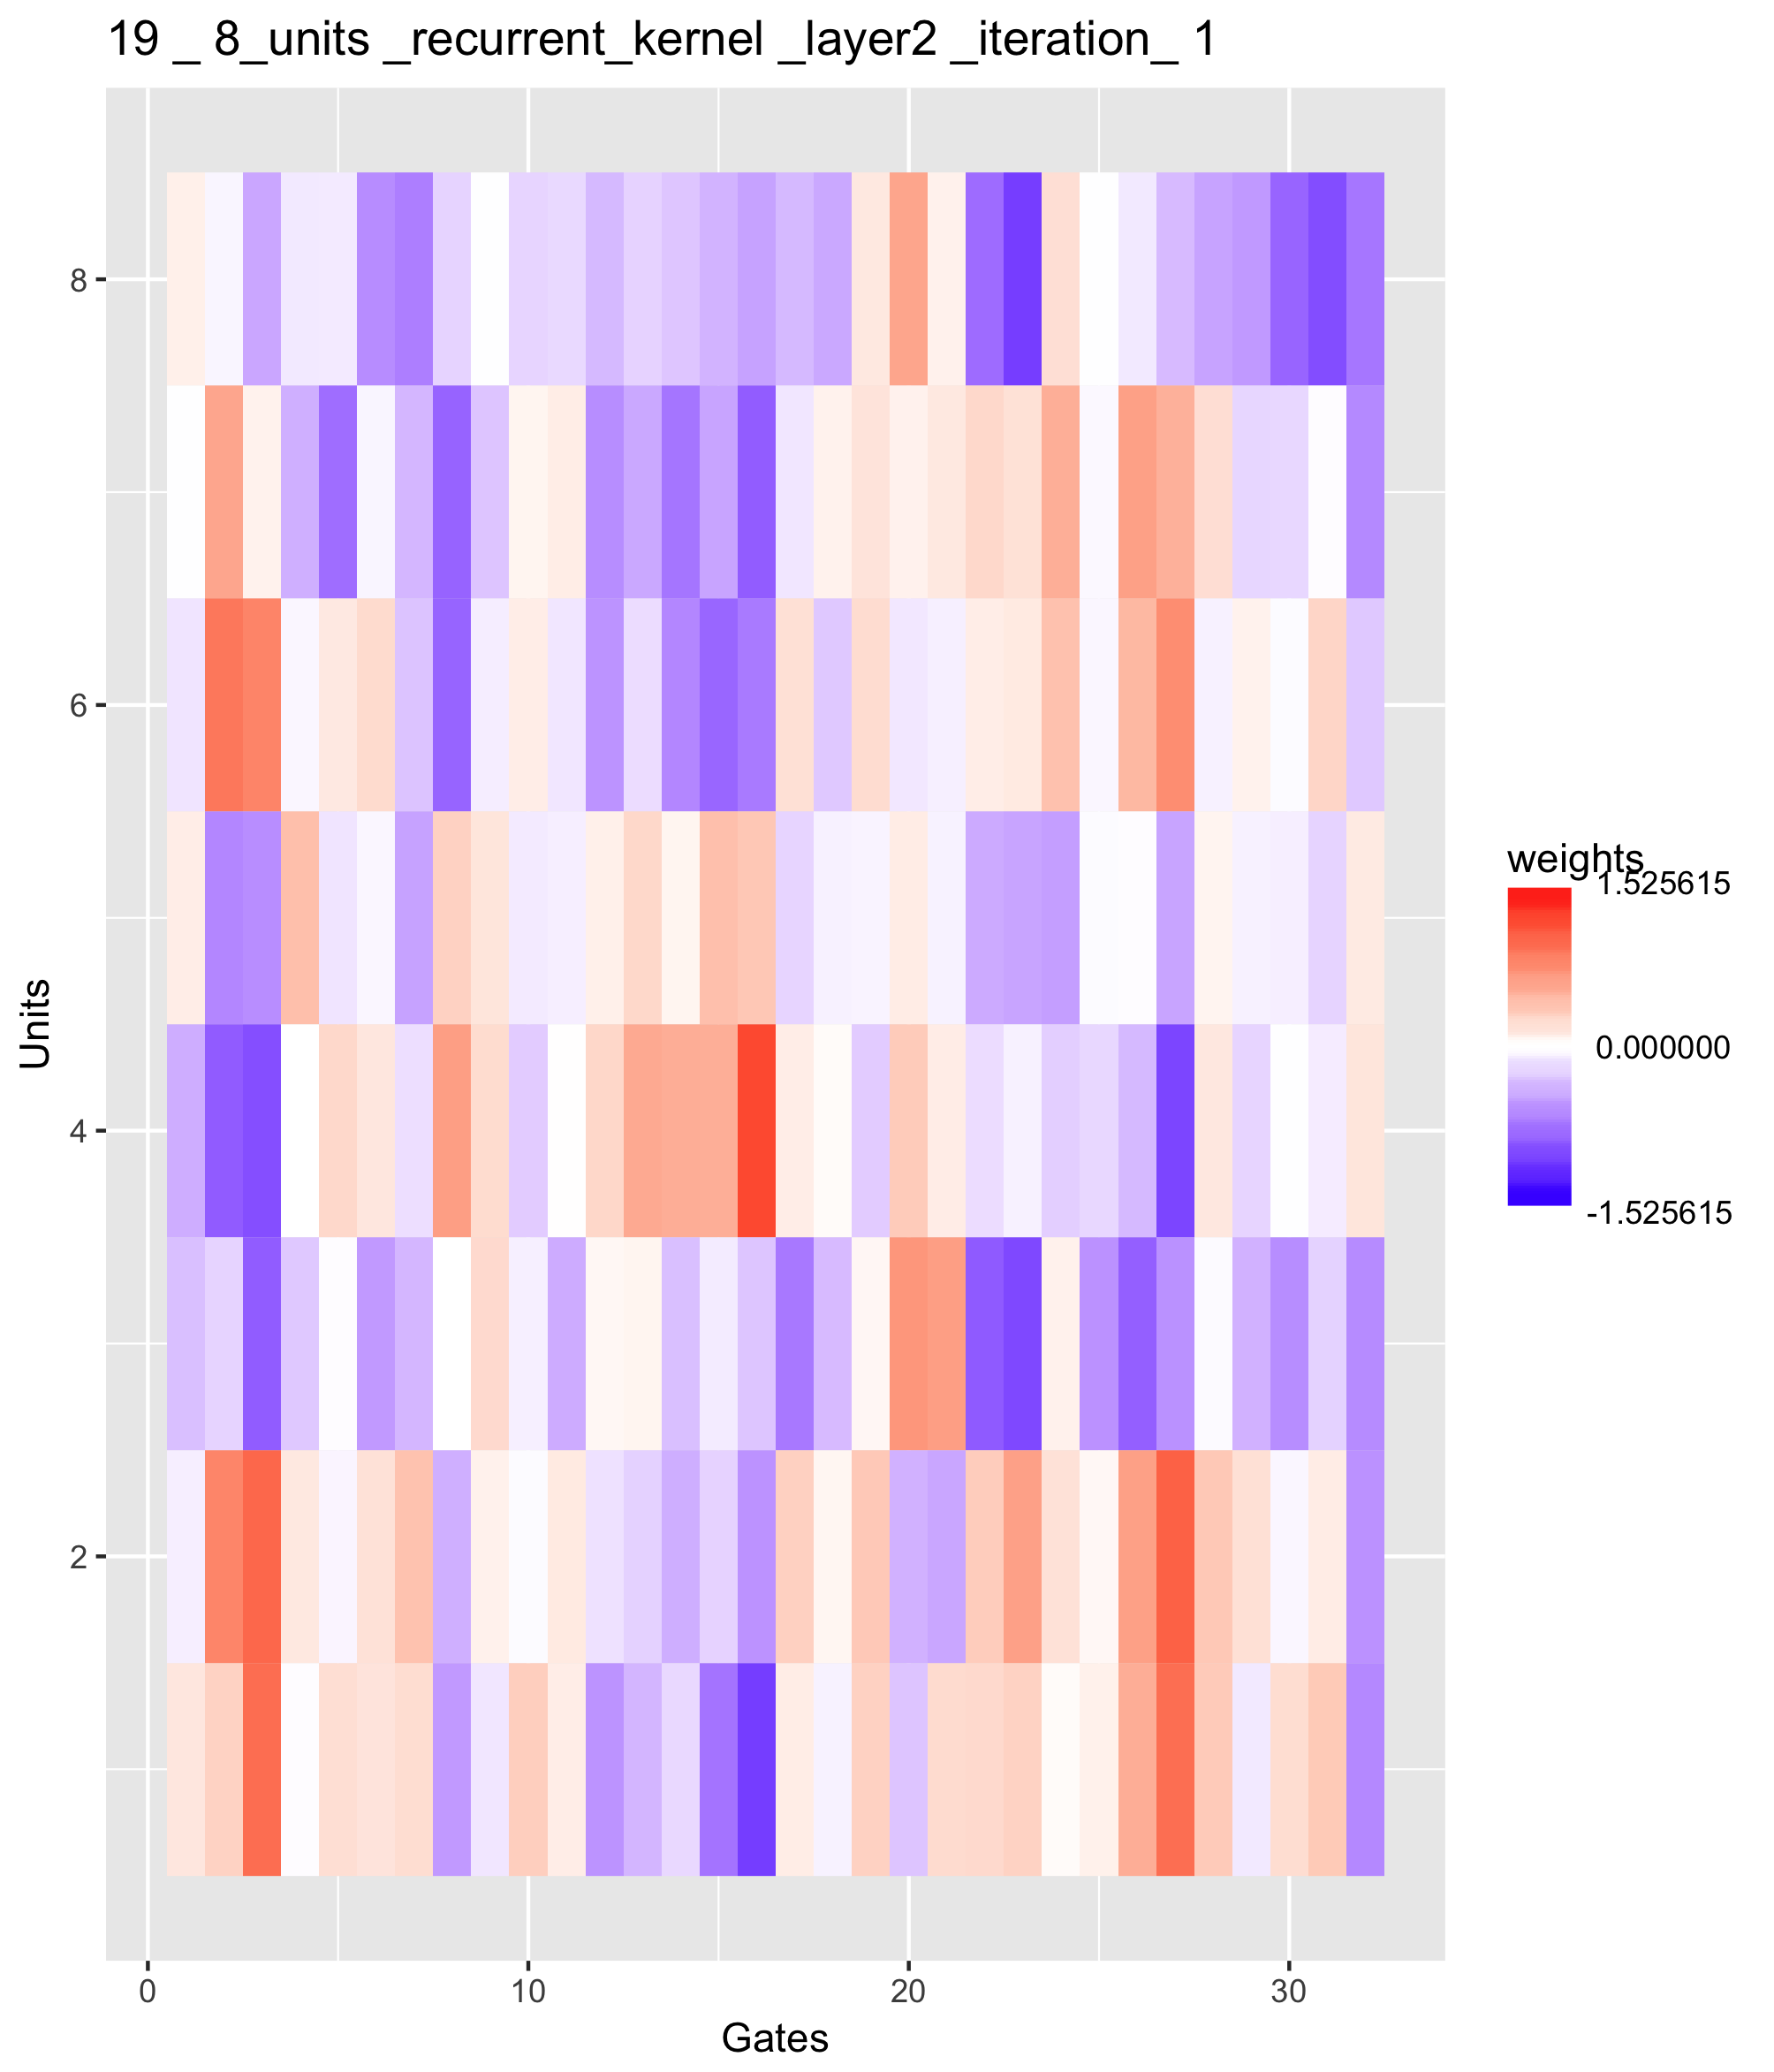 19 _ 8_units _recurrent_kernel _layer2 _iteration_ 1
8
6
4
2
Units
0 10 20 30
Gates
weights
1.525615
0.000000
-1.525615